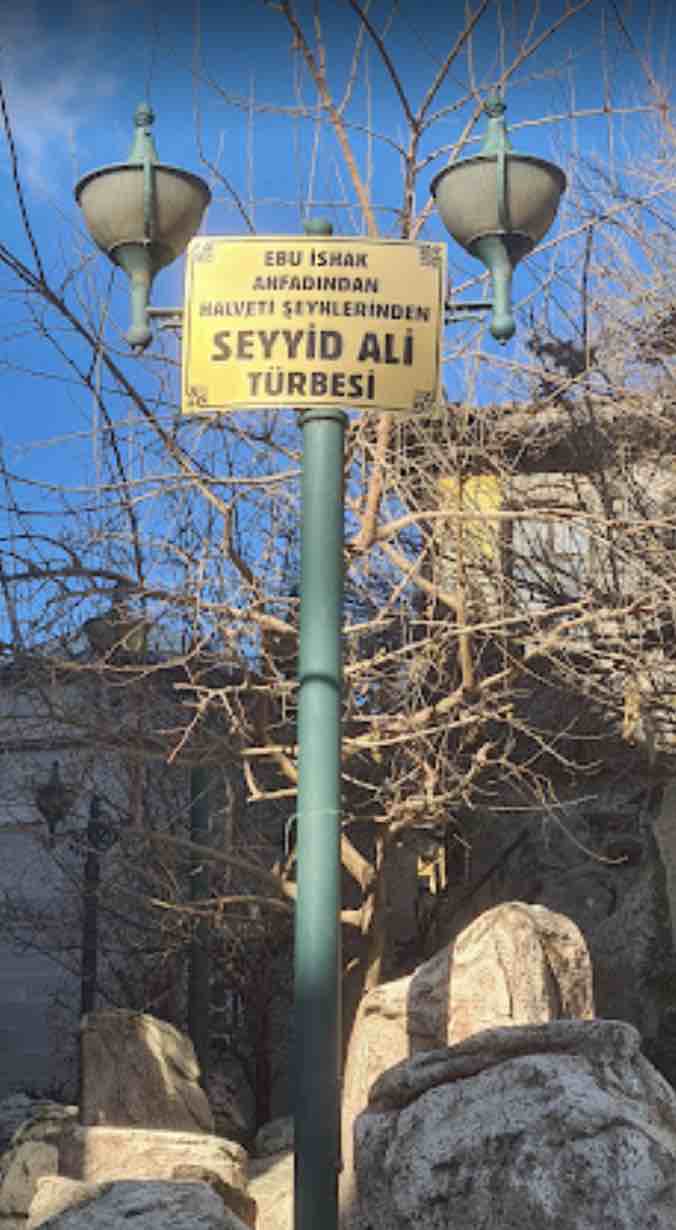 EBU İSHAK
AHFADINDAN
HALVETİ ŞEYHLERİNDEN
SEYYİD ALİ
TÜRBESİ